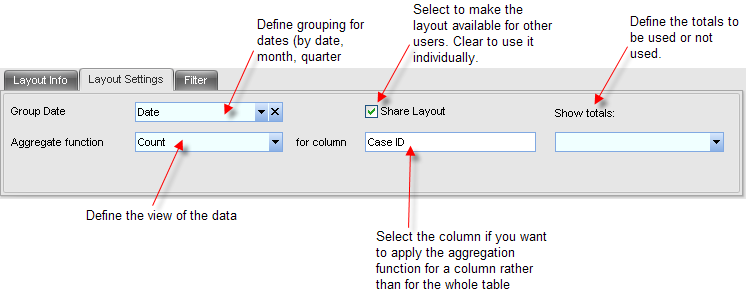 Define grouping for
dates (by date,
month, quarter
Select to make the
layout available for other
users. Clear to use it
individually.
Define the totals to
be used or not
used.
Layout Info
Layout Settings
Filter
Group Date
Date
Share Layout
Show totals:
Aggregate function
Count
for column
Case ID
Define the view of the data
Select the column if you want
to apply the aggregation
function for a column rather
than for the whole table